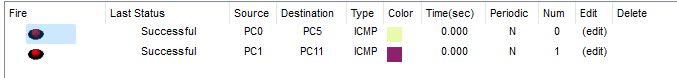 Fire Last Status Source Destination Type Color Time(sec) Periodic Num Edit Delete
Successful PC0 PC5 ICMP 0.000 N 0 (edit)
Successful PC1 PC11 ICMP 0.000 N 1 (edit)